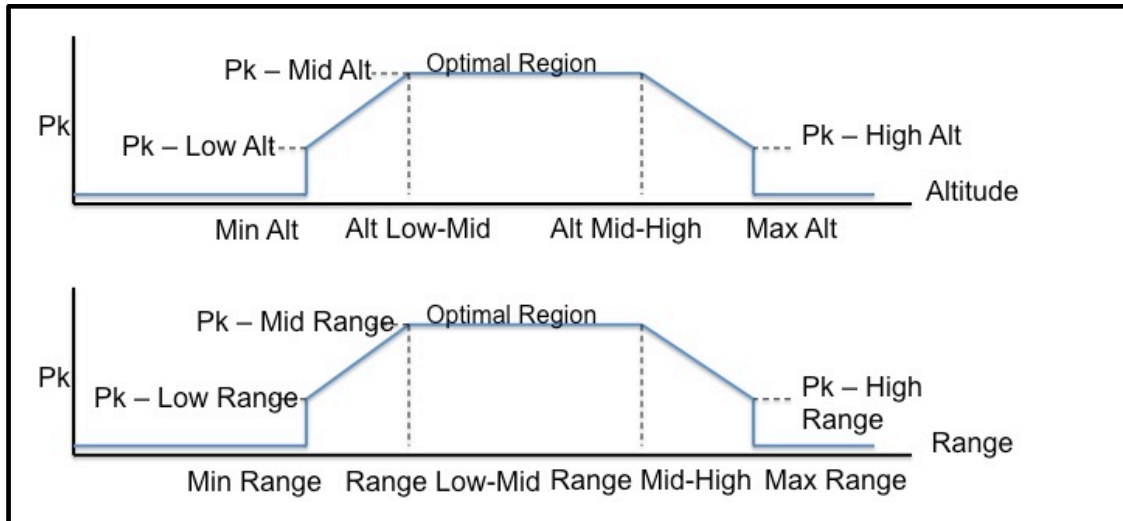 Pk – Mid Alt
Optimal Region
Pk
Pk – Low Alt
Pk – High Alt
Altitude
Min Alt
Alt Low-Mid
Alt Mid-High
Max Alt
Pk – Mid Range
Optimal Region
Pk
Pk – Low Range
Pk – High
Range
Range
Min Range
Range Low-Mid
Range Mid-High
Max Range